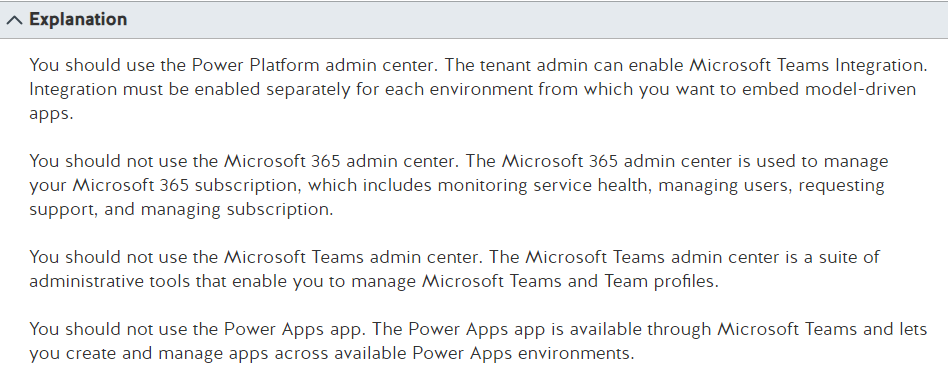 Explanation
You should use the Power Platform admin center. The tenant admin can enable Microsoft Teams Integration.
Integration must be enabled separately for each environment from which you want to embed model-driven
apps.
You should not use the Microsoft 365 admin center. The Microsoft 365 admin center is used to manage
your Microsoft 365 subscription, which includes monitoring service health, managing users, requesting
support, and managing subscription.
You should not use the Microsoft Teams admin center. The Microsoft Teams admin center is a suite of
administrative tools that enable you to manage Microsoft Teams and Team profiles.
You should not use the Power Apps app. The Power Apps app is available through Microsoft Teams and lets
you create and manage apps across available Power Apps environments.